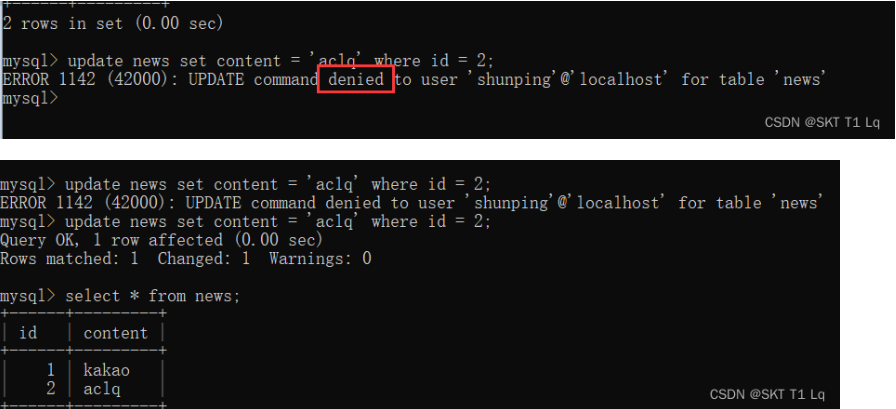 +------+---------+
2 rows in set (0.00 sec)
mysql> update news set content = 'aclq' where id = 2;
ERROR 1142 (42000): UPDATE command denied to user 'shunping'@'localhost' for table 'news'
mysql>
CSDN @SKT T1 Lq
mysql> update news set content = 'aclq' where id = 2;
ERROR 1142 (42000): UPDATE command denied to user 'shunping'@'localhost' for table 'news'
mysql> update news set content = 'aclq' where id = 2;
Query OK, 1 row affected (0.00 sec)
Rows matched: 1  Changed: 1  Warnings: 0
mysql> select * from news;
+------+---------+
| id   | content |
+------+---------+
|    1 | kakao   |
|    2 | aclq    |
+------+---------+
CSDN @SKT T1 Lq